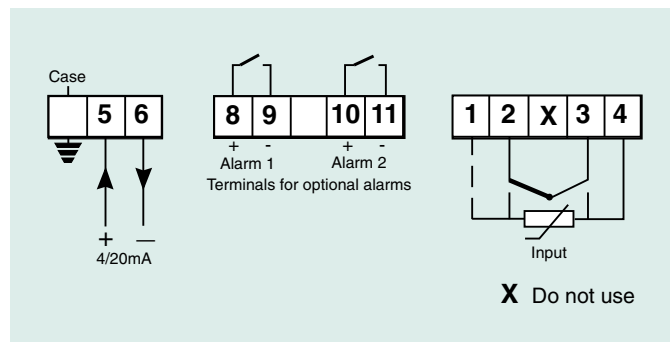 Case
5 6
+ —
4/20mA
8 9 10 11
+ - + -
Alarm 1 Alarm 2
Terminals for optional alarms
1 2 X 3 4
Input
X Do not use